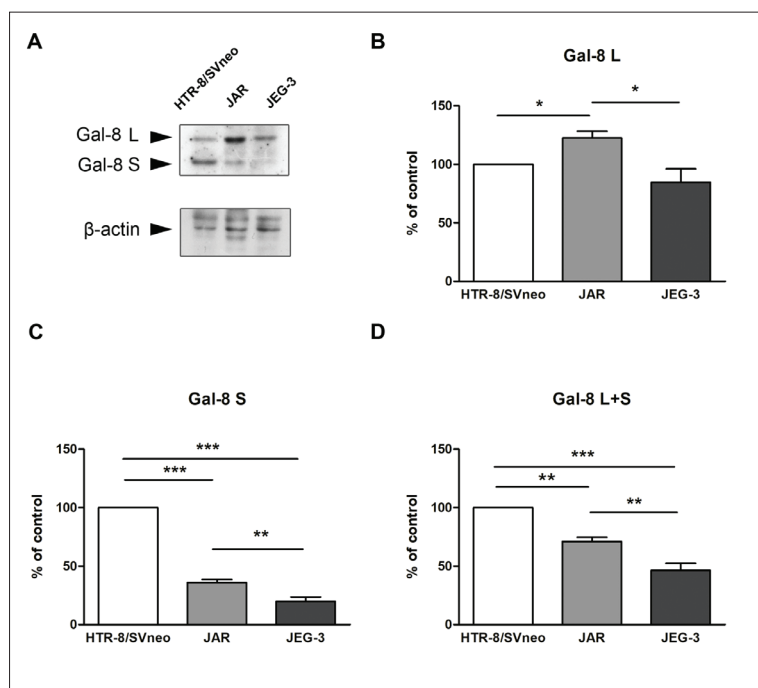 A
HTR-8/SVneo
JAR
JEG-3
Gal-8 L
Gal-8 S
β-actin
B
Gal-8 L
% of control
150
100
50
0
*
*
HTR-8/SVneo JAR JEG-3
C
Gal-8 S
% of control
150
100
50
0
***
***
**
HTR-8/SVneo JAR JEG-3
D
Gal-8 L+S
% of control
150
100
50
0
***
**
**
HTR-8/SVneo JAR JEG-3